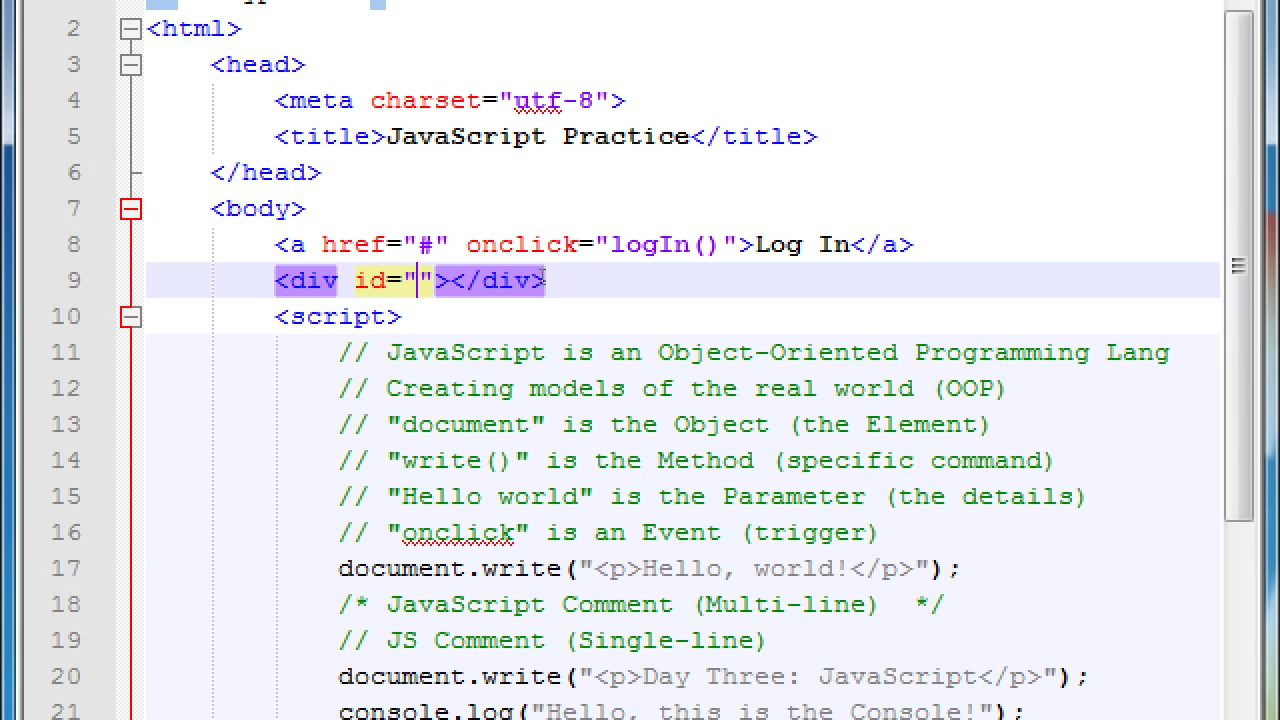 2 <html>
3 <head>
4 <meta charset="utf-8">
5 <title>JavaScript Practice</title>
6 </head>
7 <body>
8 <a href="#" onclick="logIn()">Log In</a>
9 <div id=""></div>
10 <script>
11 // JavaScript is an Object-Oriented Programming Lang
12 // Creating models of the real world (OOP)
13 // "document" is the Object (the Element)
14 // "write()" is the Method (specific command)
15 // "Hello world" is the Parameter (the details)
16 // "onclick" is an Event (trigger)
17 document.write("<p>Hello, world!</p>");
18 /* JavaScript Comment (Multi-line)  */
19 // JS Comment (Single-line)
20 document.write("<p>Day Three: JavaScript</p>");
21 console.log("Hello, this is the Console!");